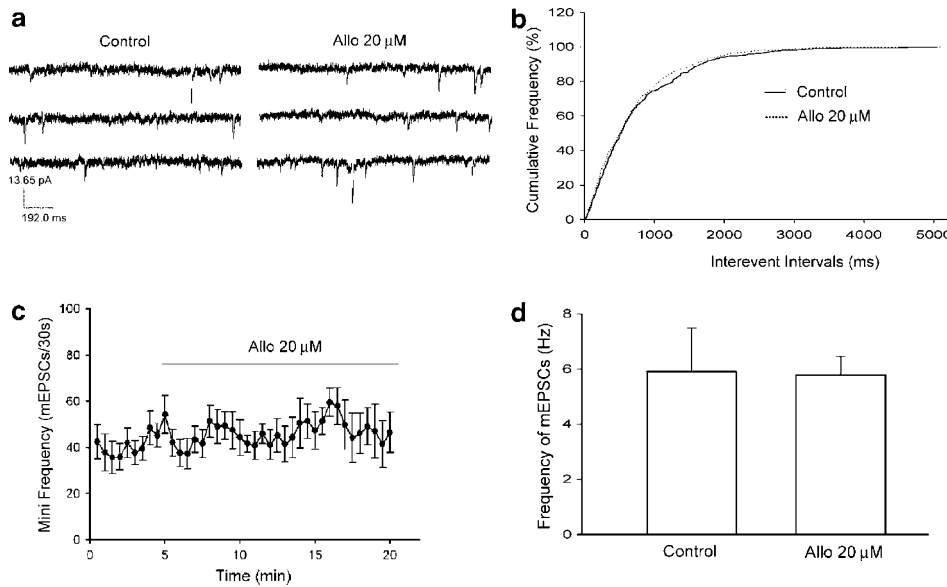 a
Control
Allo 20 µM
13.65 pA
192.0 ms
b
Cumulative Frequency (%)
120
100
80
60
40
20
0
Control
Allo 20 µM
0 1000 2000 3000 4000 5000
Interevent Intervals (ms)
c
Mini Frequency (mEPSCs/30s)
100
80
60
40
20
0
Allo 20 µM
0 5 10 15 20
Time (min)
d
Frequency of mEPSCs (Hz)
8
6
4
2
0
Control
Allo 20 µM